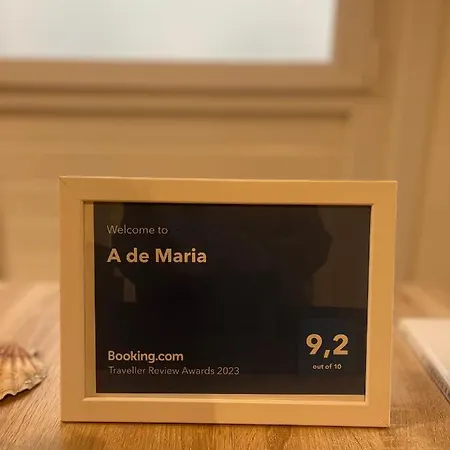 Welcome to
A de Maria
Booking.com
Traveller Review Awards 2023
9,2
out of 10